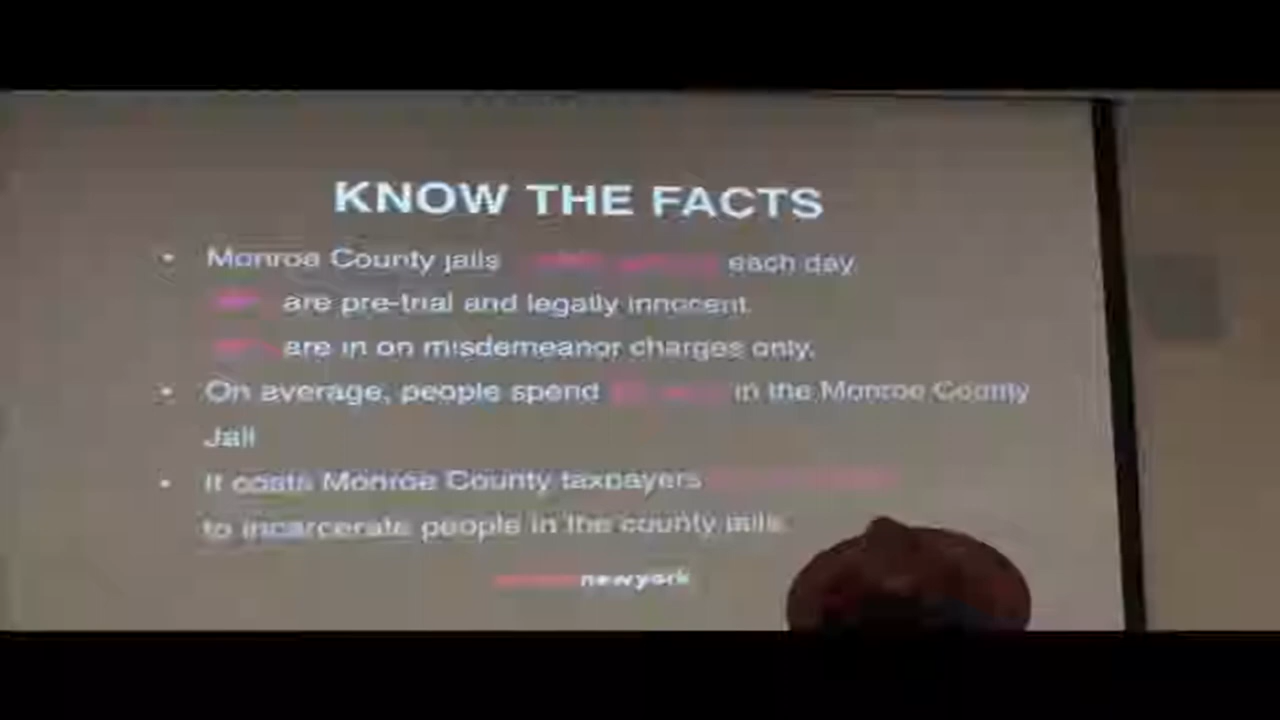 KNOW THE FACTS
• Monroe County jails each day.
are pre-trial and legally innocent.
are in on misdemeanor charges only.
• On average, people spend in the Monroe County
Jail
• It costs Monroe County taxpayers
to incarcerate people in the county jails.
newyork